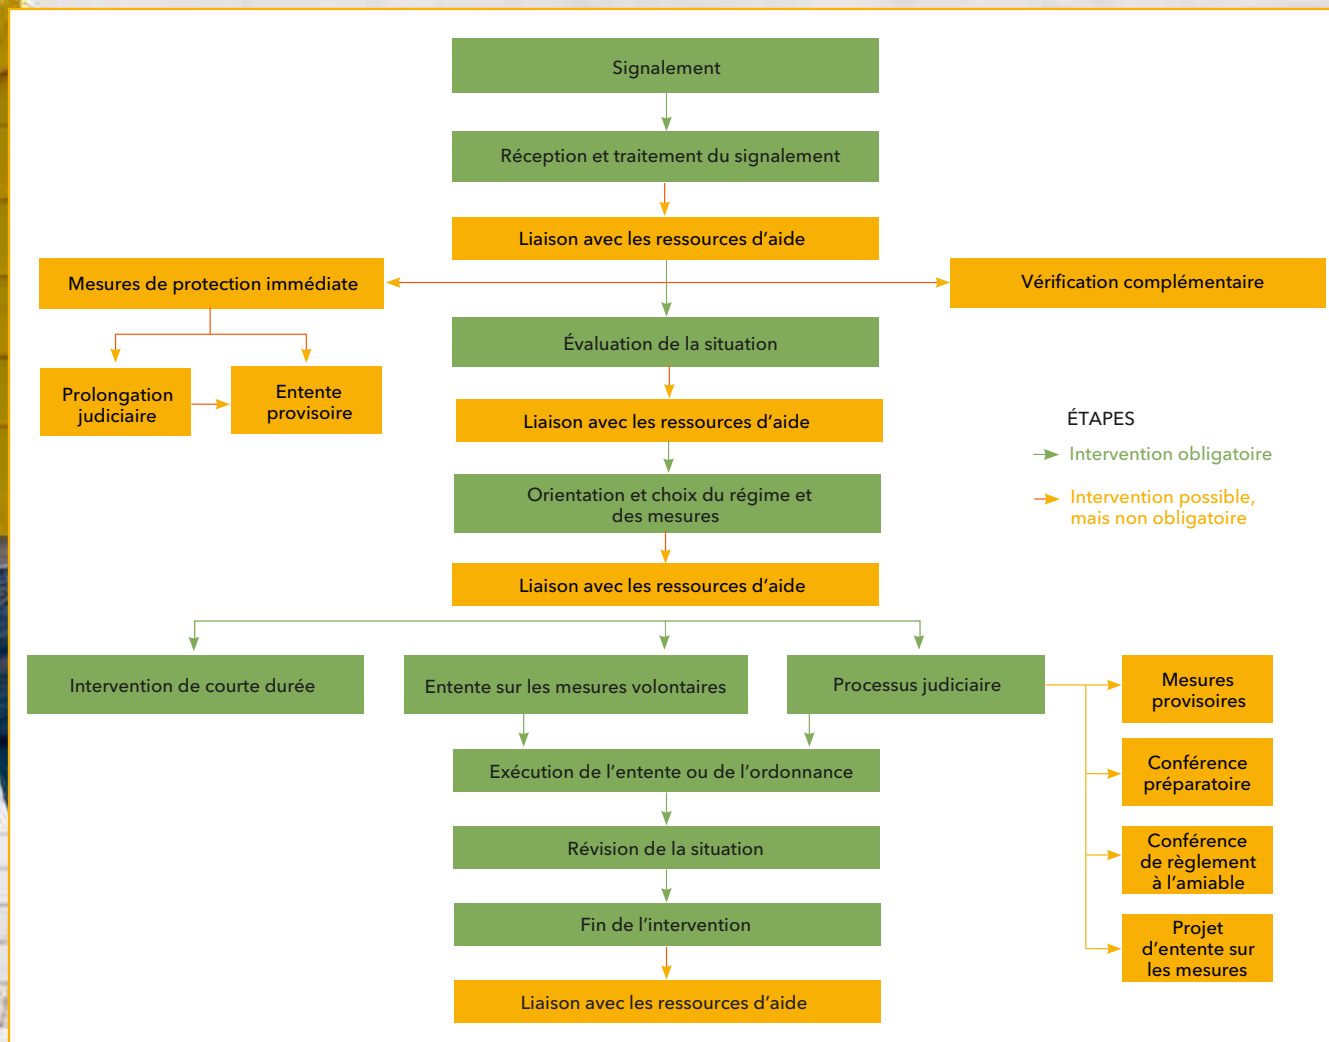 Signalement
Réception et traitement du signalement
Liaison avec les ressources d'aide
Mesures de protection immédiate
Vérification complémentaire
Évaluation de la situation
Prolongation
judiciaire
Entente
provisoire
Liaison avec les ressources d'aide
ÉTAPES
Intervention obligatoire
Intervention possible,
mais non obligatoire
Orientation et choix du régime et
des mesures
Liaison avec les ressources d'aide
Intervention de courte durée
Entente sur les mesures volontaires
Processus judiciaire
Mesures
provisoires
Conférence
préparatoire
Conférence
de règlement
à l'amiable
Projet
d'entente sur
les mesures
Exécution de l'entente ou de l'ordonnance
Révision de la situation
Fin de l'intervention
Liaison avec les ressources d'aide